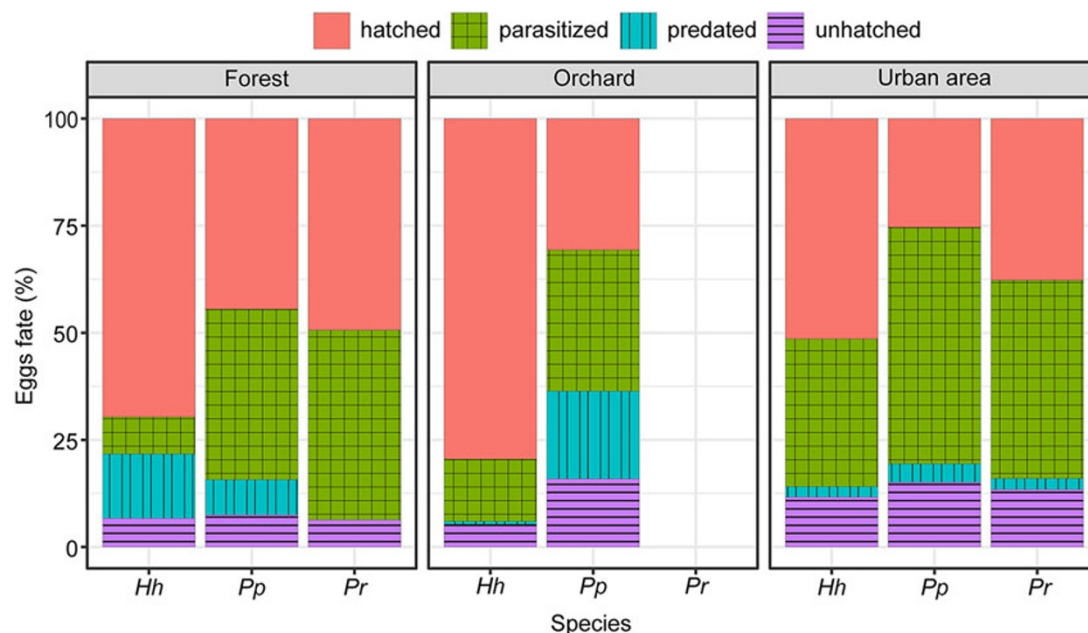 hatched parasitized predated unhatched
Forest Orchard Urban area
Eggs fate (%)
100
75
50
25
0
Hh Pp Pr Hh Pp Pr Hh Pp Pr
Species